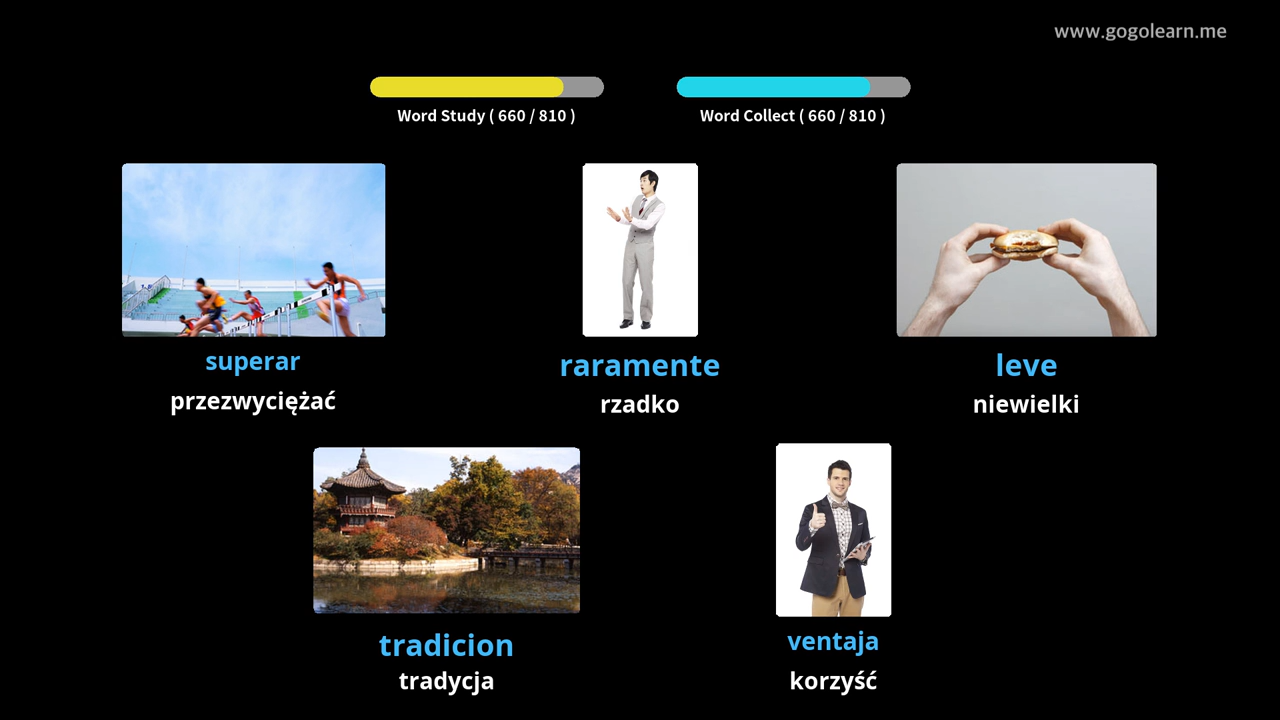 www.gogolearn.me
Word Study ( 660 / 810 )
Word Collect ( 660 / 810 )
superar
przezwyciężać
raramente
rzadko
leve
niewielki
tradicion
tradycja
ventaja
korzyść